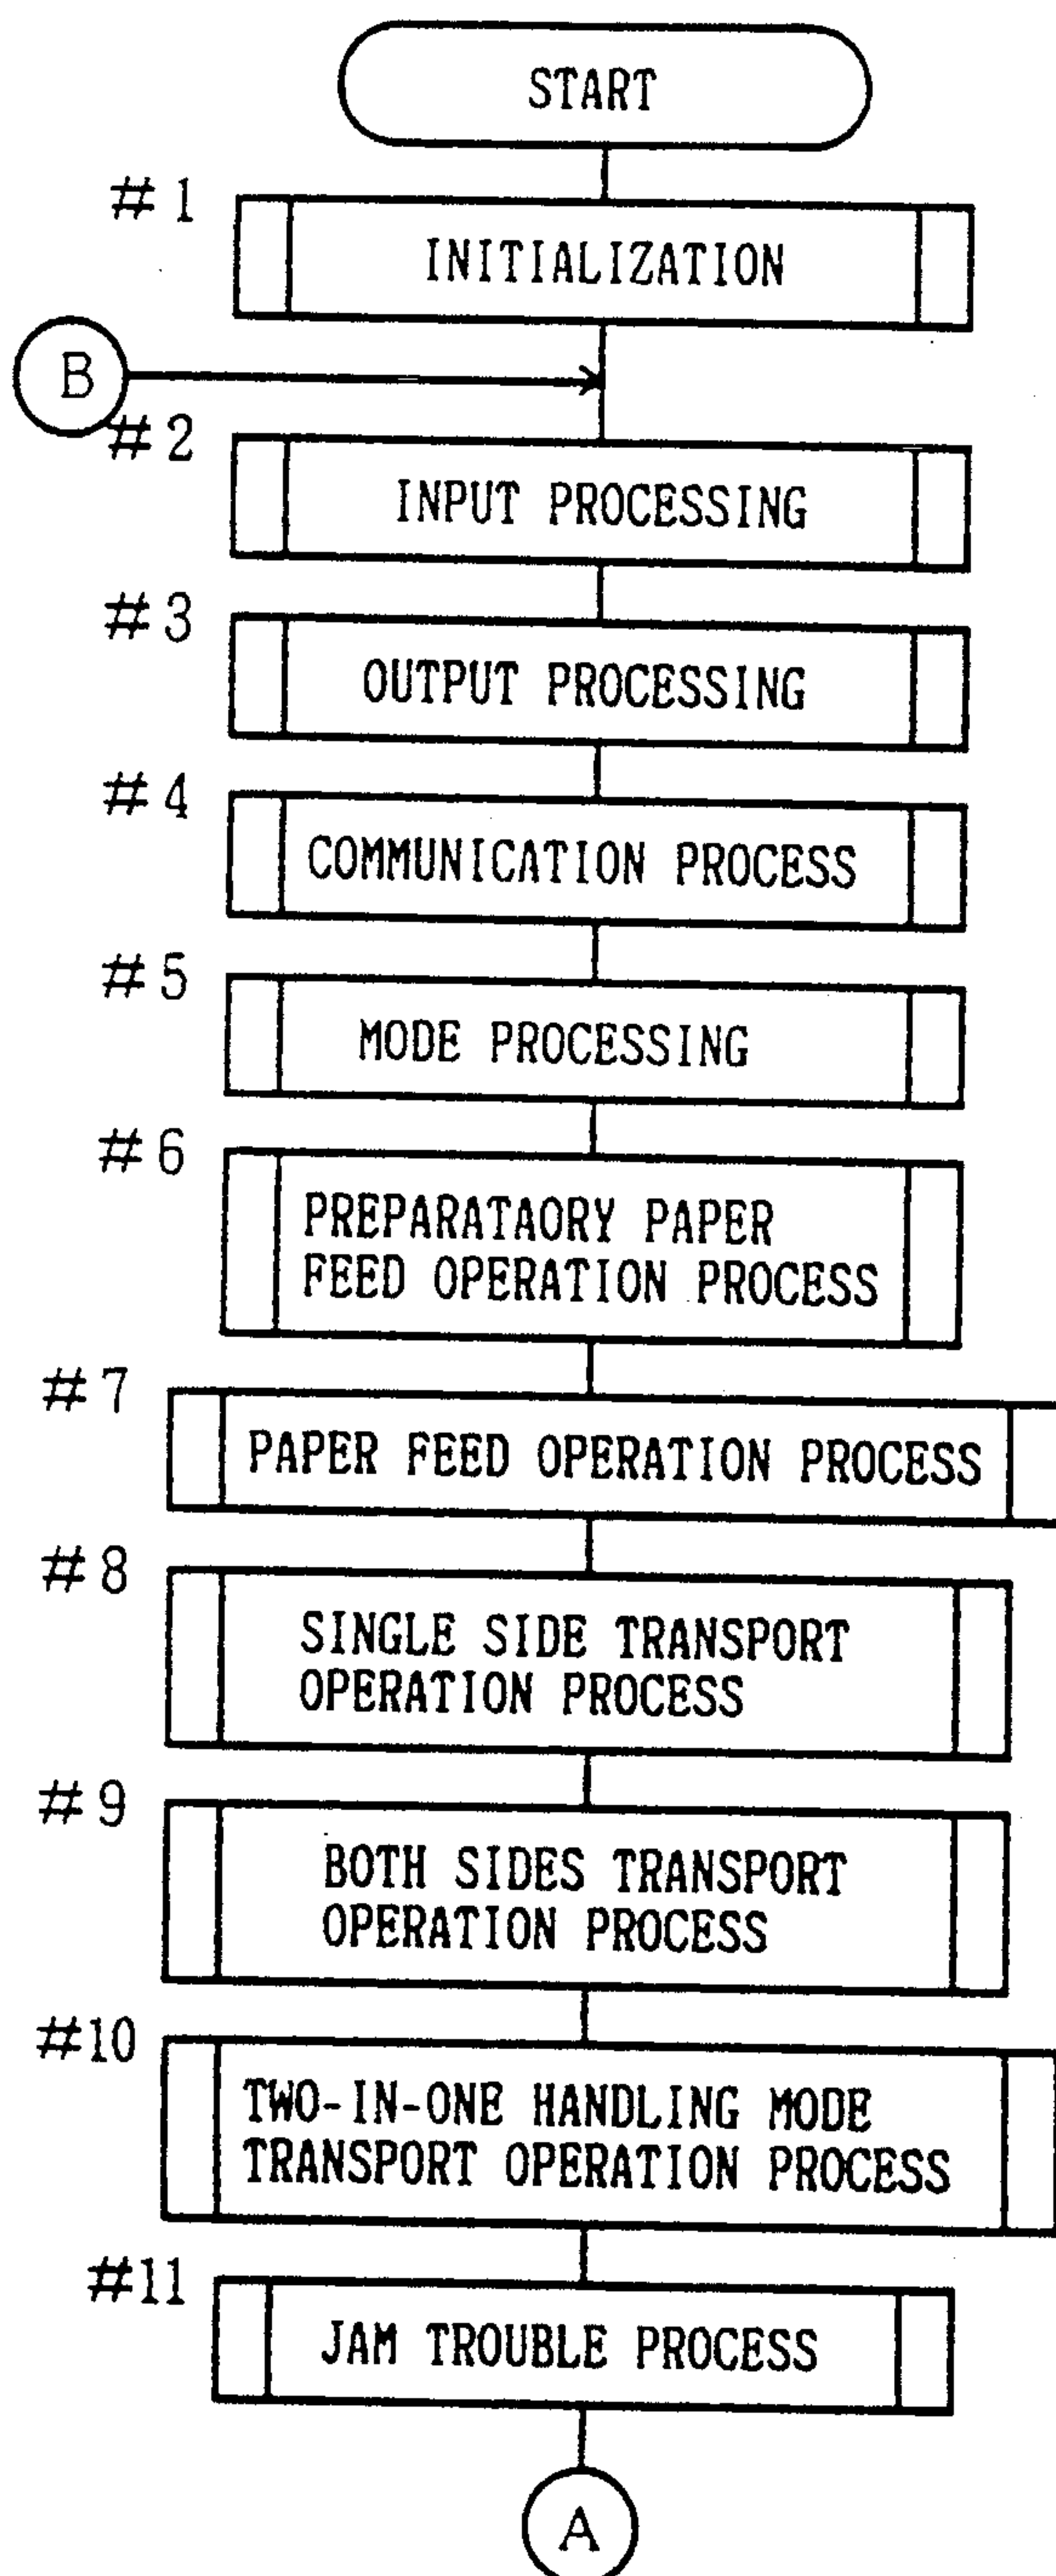 START
#1
INITIALIZATION
B
#2
INPUT PROCESSING
#3
OUTPUT PROCESSING
#4
COMMUNICATION PROCESS
#5
MODE PROCESSING
#6
PREPARATAORY PAPER
FEED OPERATION PROCESS
#7
PAPER FEED OPERATION PROCESS
#8
SINGLE SIDE TRANSPORT
OPERATION PROCESS
#9
BOTH SIDES TRANSPORT
OPERATION PROCESS
#10
TWO-IN-ONE HANDLING MODE
TRANSPORT OPERATION PROCESS
#11
JAM TROUBLE PROCESS
A